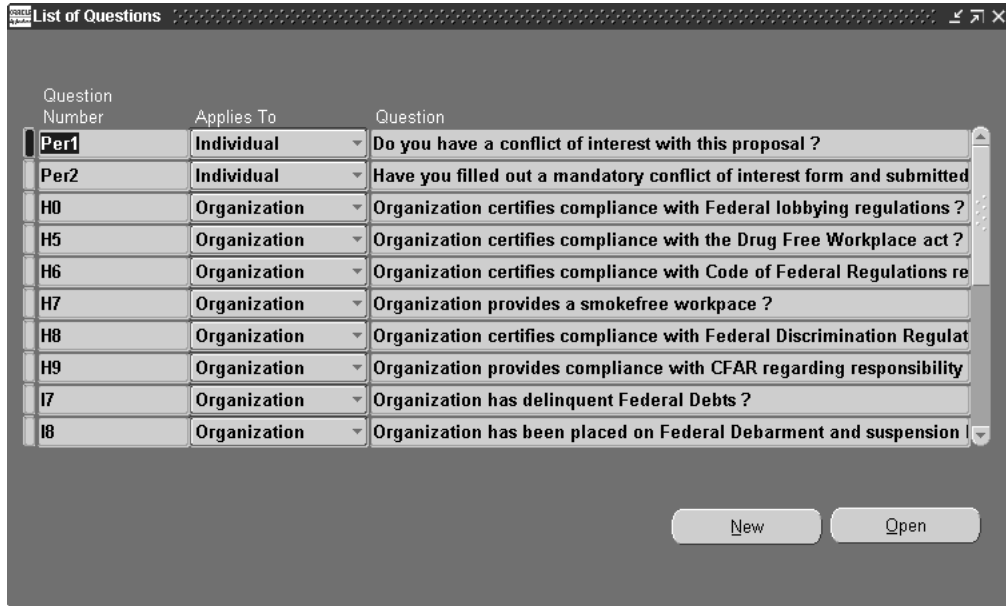 List of Questions
Question
Number Applies To Question
Per1 Individual Do you have a conflict of interest with this proposal ?
Per2 Individual Have you filled out a mandatory conflict of interest form and submitted
H0 Organization Organization certifies compliance with Federal lobbying regulations ?
H5 Organization Organization certifies compliance with the Drug Free Workplace act ?
H6 Organization Organization certifies compliance with Code of Federal Regulations re
H7 Organization Organization provides a smokefree workpace ?
H8 Organization Organization certifies compliance with Federal Discrimination Regulat
H9 Organization Organization provides compliance with CFAR regarding responsibility
I7 Organization Organization has delinquent Federal Debts ?
I8 Organization Organization has been placed on Federal Debarment and suspension
New Open